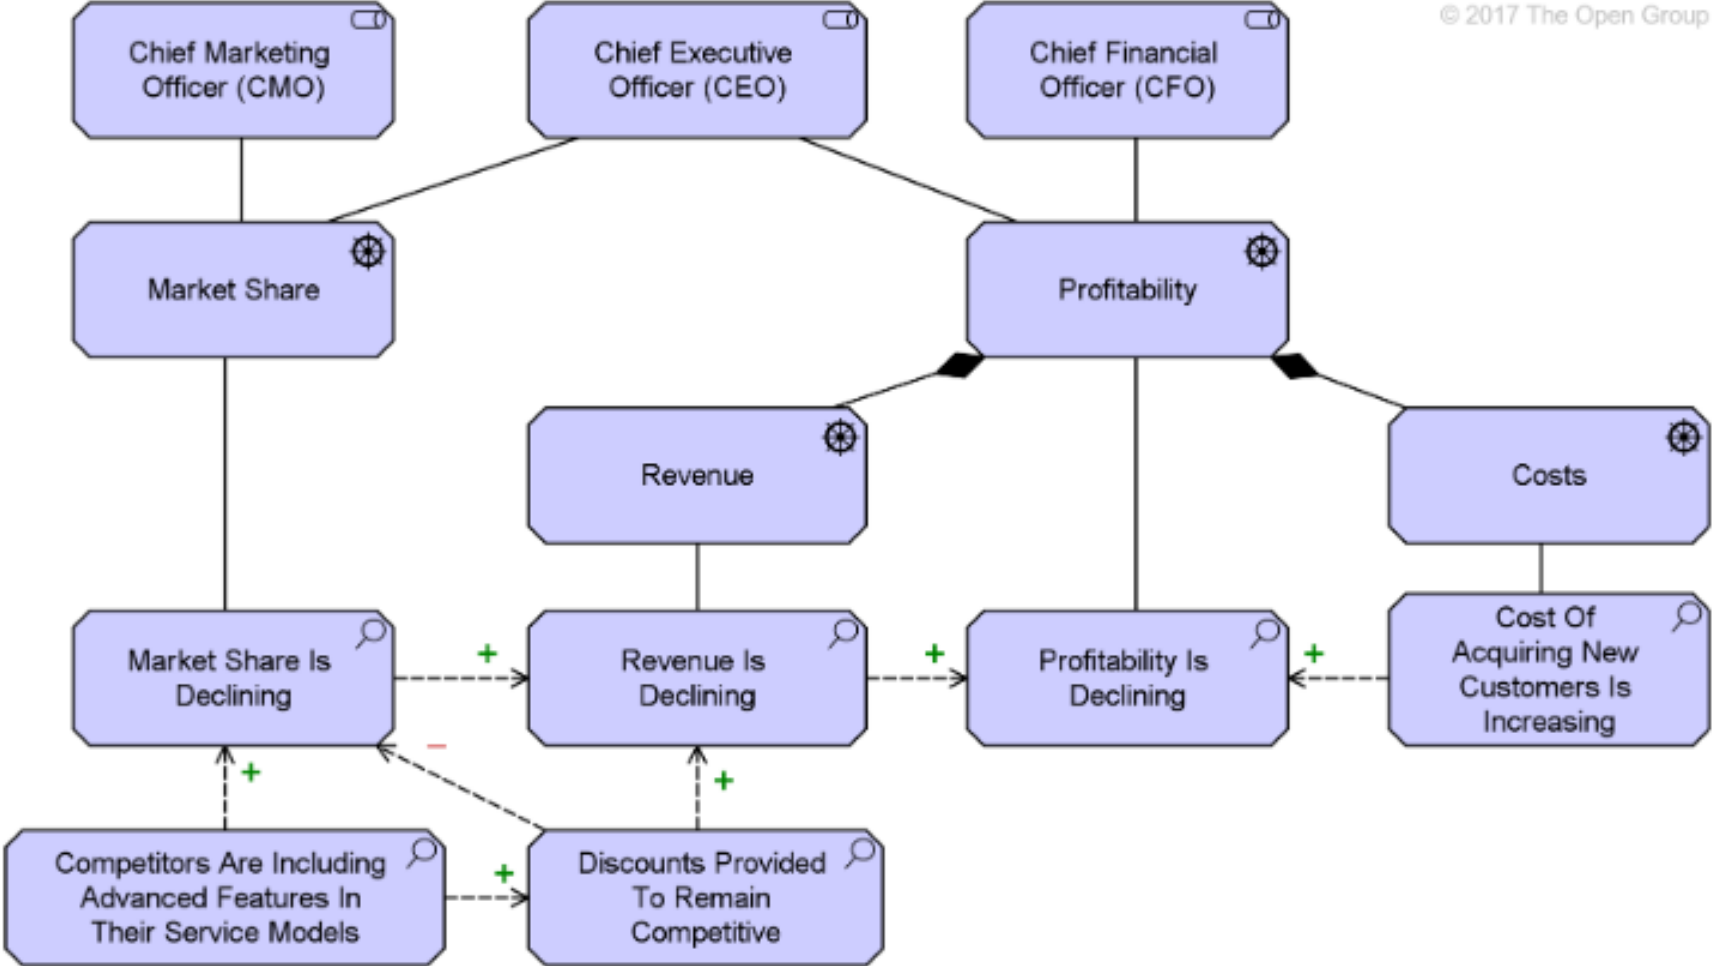 © 2017 The Open Group
Chief Marketing
Officer (CMO)
Chief Executive
Officer (CEO)
Chief Financial
Officer (CFO)
Market Share
Profitability
Revenue
Costs
Market Share Is
Declining
+
Revenue Is
Declining
+
Profitability Is
Declining
+
Cost Of
Acquiring New
Customers Is
Increasing
+
−
+
Competitors Are Including
Advanced Features In
Their Service Models
+
Discounts Provided
To Remain
Competitive